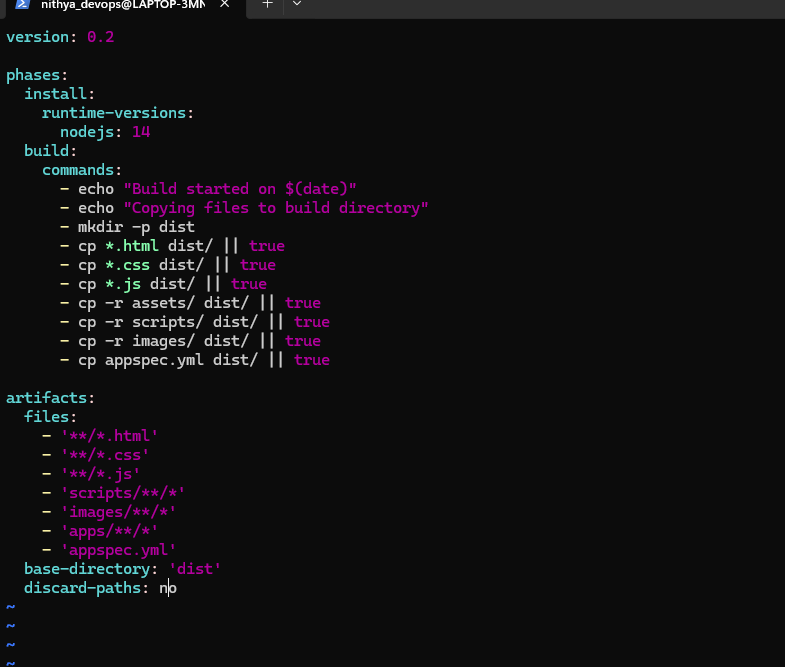 nithya_devops@LAPTOP-3MN
version: 0.2
phases:
  install:
    runtime-versions:
      nodejs: 14
  build:
    commands:
      - echo "Build started on $(date)"
      - echo "Copying files to build directory"
      - mkdir -p dist
      - cp *.html dist/ || true
      - cp *.css dist/ || true
      - cp *.js dist/ || true
      - cp -r assets/ dist/ || true
      - cp -r scripts/ dist/ || true
      - cp -r images/ dist/ || true
      - cp appspec.yml dist/ || true
artifacts:
  files:
    - '**/*.html'
    - '**/*.css'
    - '**/*.js'
    - 'scripts/**/*'
    - 'images/**/*'
    - 'apps/**/*'
    - 'appspec.yml'
  base-directory: 'dist'
  discard-paths: no
~
~
~
~